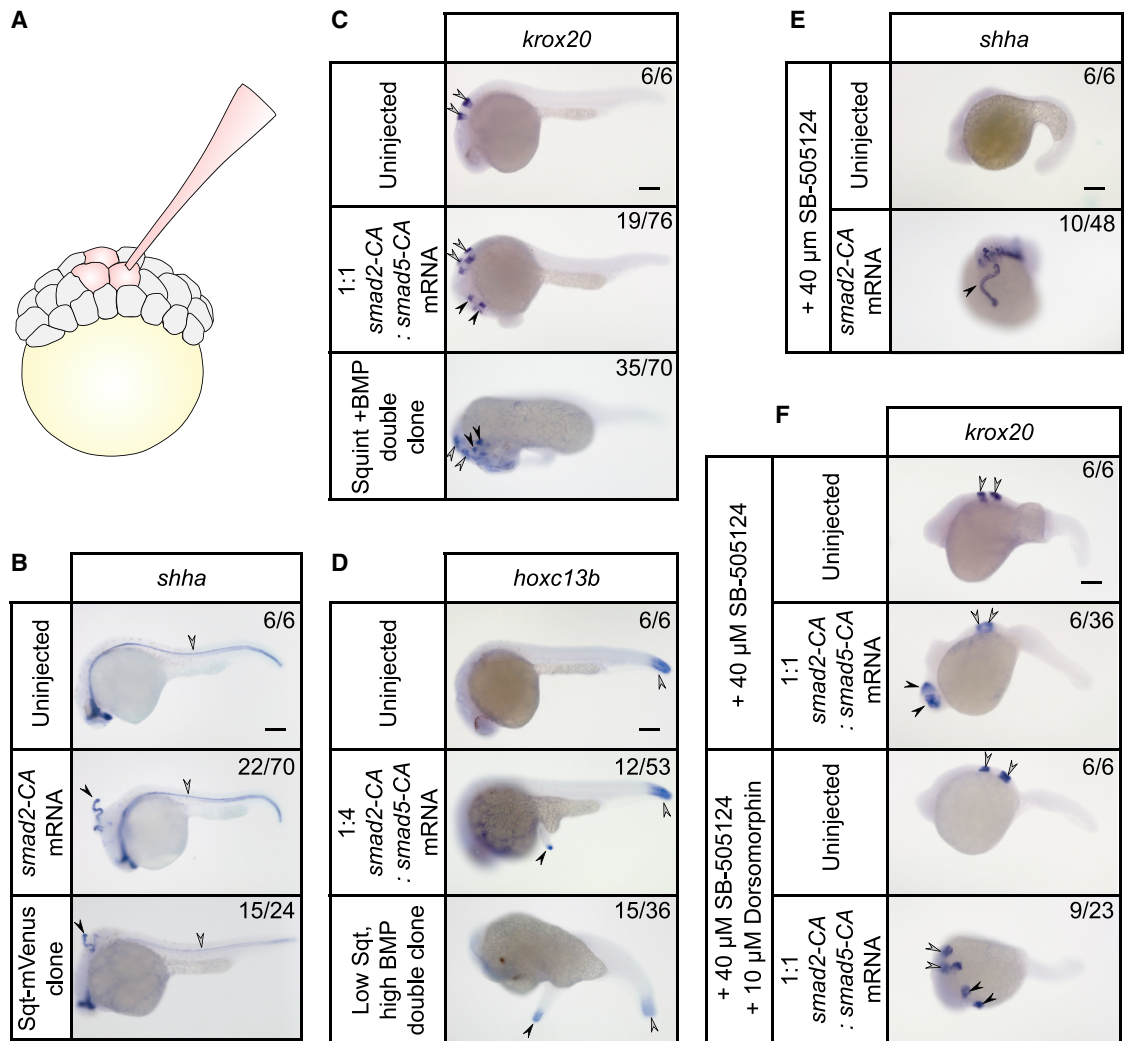 A
C
krox20
Uninjected
6/6
1:1
smad2-CA
: smad5-CA
mRNA
19/76
Squint +BMP
double
clone
35/70
E
shha
+ 40 µm SB-505124
Uninjected
6/6
smad2-CA
mRNA
10/48
B
shha
Uninjected
6/6
smad2-CA
mRNA
22/70
Sqt-mVenus
clone
15/24
D
hoxc13b
Uninjected
6/6
1:4
smad2-CA
: smad5-CA
mRNA
12/53
Low Sqt,
high BMP
double clone
15/36
F
krox20
+ 40 µM SB-505124
Uninjected
6/6
1:1
smad2-CA
: smad5-CA
mRNA
6/36
+ 40 µM SB-505124
+ 10 µM Dorsomorphin
Uninjected
6/6
1:1
smad2-CA
: smad5-CA
mRNA
9/23